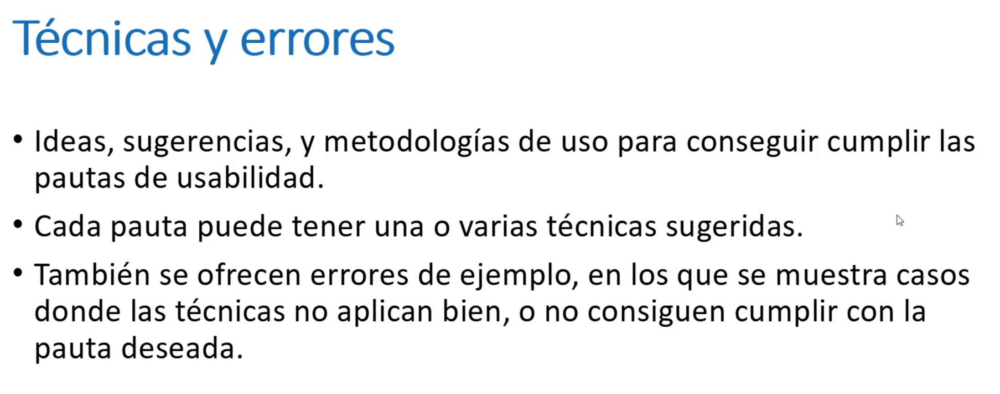 Técnicas y errores
• Ideas, sugerencias, y metodologías de uso para conseguir cumplir las
pautas de usabilidad.
• Cada pauta puede tener una o varias técnicas sugeridas.
• También se ofrecen errores de ejemplo, en los que se muestra casos
donde las técnicas no aplican bien, o no consiguen cumplir con la
pauta deseada.